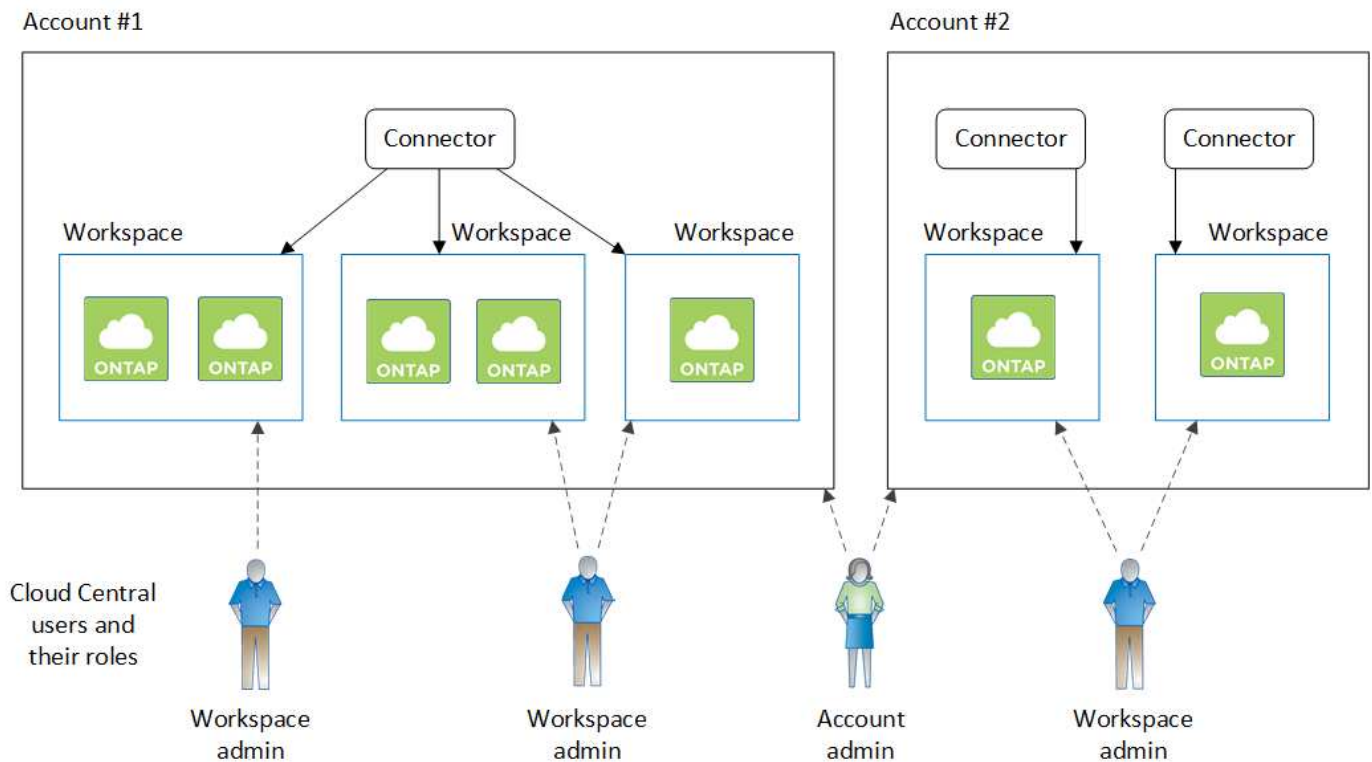 Account #1
Account #2
Connector
Connector
Connector
Workspace
Workspace
Workspace
Workspace
Workspace
ONTAP
ONTAP
ONTAP
ONTAP
ONTAP
ONTAP
ONTAP
Cloud Central
users and
their roles
Workspace
admin
Workspace
admin
Account
admin
Workspace
admin